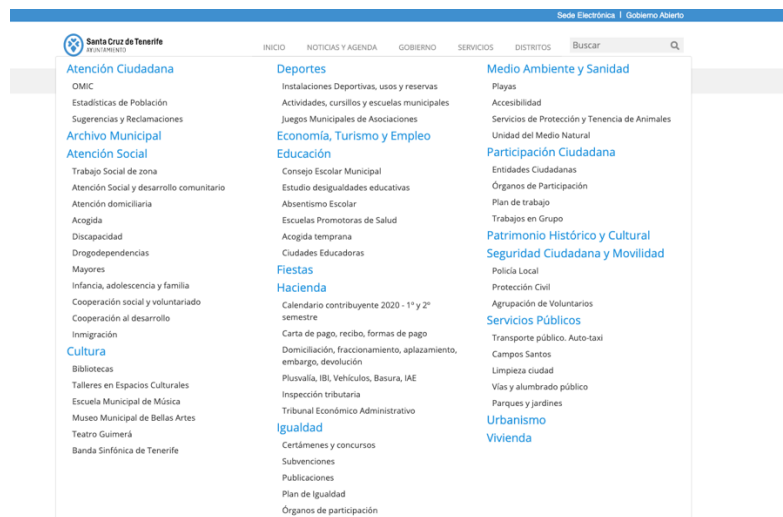 Sede Electrónica | Gobierno Abierto
Santa Cruz de Tenerife
AYUNTAMIENTO
INICIO NOTICIAS Y AGENDA GOBIERNO SERVICIOS DISTRITOS Buscar
Atención Ciudadana
OMIC
Estadísticas de Población
Sugerencias y Reclamaciones
Archivo Municipal
Atención Social
Trabajo Social de zona
Atención Social y desarrollo comunitario
Atención domiciliaria
Acogida
Discapacidad
Drogodependencias
Mayores
Infancia, adolescencia y familia
Cooperación social y voluntariado
Cooperación al desarrollo
Inmigración
Cultura
Bibliotecas
Talleres en Espacios Culturales
Escuela Municipal de Música
Museo Municipal de Bellas Artes
Teatro Guimerá
Banda Sinfónica de Tenerife
Deportes
Instalaciones Deportivas, usos y reservas
Actividades, cursillos y escuelas municipales
Juegos Municipales de Asociaciones
Economía, Turismo y Empleo
Educación
Consejo Escolar Municipal
Estudio desigualdades educativas
Absentismo Escolar
Escuelas Promotoras de Salud
Acogida temprana
Ciudades Educadoras
Fiestas
Hacienda
Calendario contribuyente 2020 - 1º y 2º
semestre
Carta de pago, recibo, formas de pago
Domiciliación, fraccionamiento, aplazamiento,
embargo, devolución
Plusvalía, IBI, Vehículos, Basura, IAE
Inspección tributaria
Tribunal Económico Administrativo
Igualdad
Certámenes y concursos
Subvenciones
Publicaciones
Plan de Igualdad
Órganos de participación
Medio Ambiente y Sanidad
Playas
Accesibilidad
Servicios de Protección y Tenencia de Animales
Unidad del Medio Natural
Participación Ciudadana
Entidades Ciudadanas
Órganos de Participación
Plan de trabajo
Trabajos en Grupo
Patrimonio Histórico y Cultural
Seguridad Ciudadana y Movilidad
Policía Local
Protección Civil
Agrupación de Voluntarios
Servicios Públicos
Transporte público. Auto-taxi
Campos Santos
Limpieza ciudad
Vías y alumbrado público
Parques y jardines
Urbanismo
Vivienda